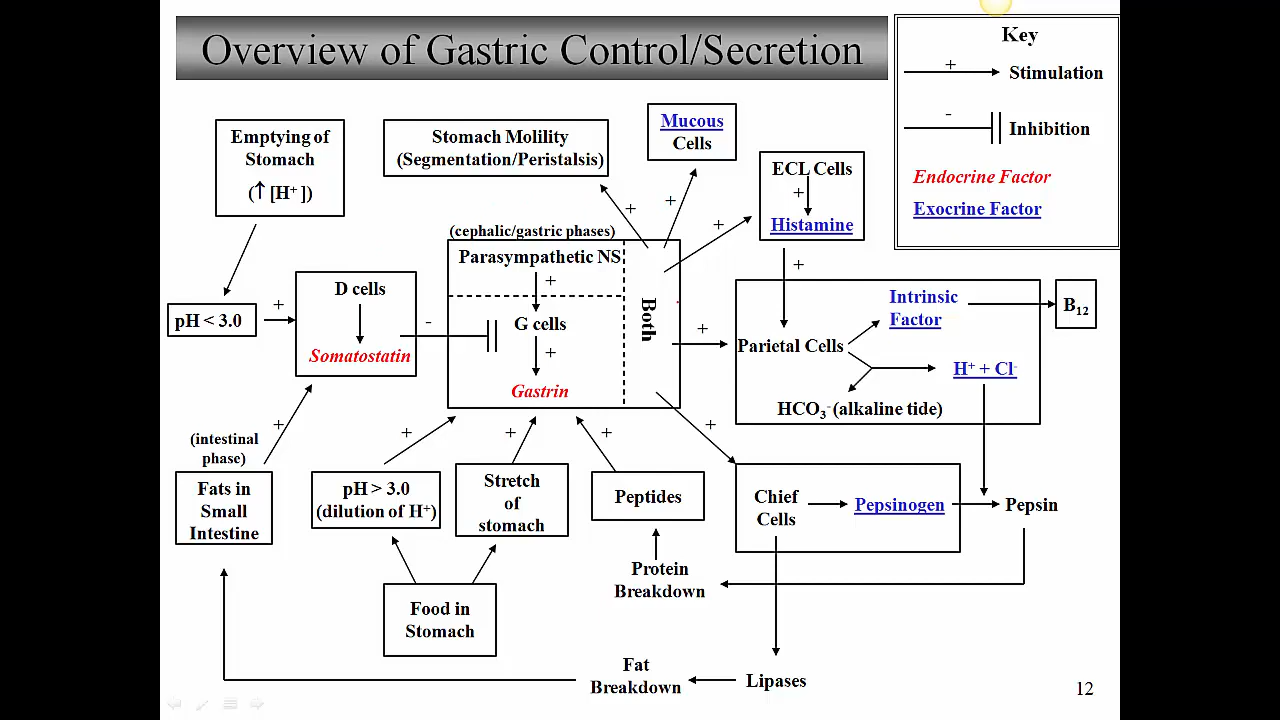 Overview of Gastric Control/Secretion
Key
+
Stimulation
-
Inhibition
Endocrine Factor
Exocrine Factor
Emptying of
Stomach
(↑ [H⁺ ])
Stomach Molility
(Segmentation/Peristalsis)
Mucous
Cells
ECL Cells
+
Histamine
+
+
+
+
(cephalic/gastric phases)
Parasympathetic NS
+
G cells
+
Gastrin
Both
pH < 3.0
+
D cells
Somatostatin
-
+
Parietal Cells
Intrinsic
Factor
B₁₂
H⁺ + Cl⁻
HCO₃⁻ (alkaline tide)
(intestinal
phase)
+
+
+
+
+
Fats in
Small
Intestine
pH > 3.0
(dilution of H⁺)
Stretch
of
stomach
Peptides
Chief
Cells
Pepsinogen
Pepsin
Protein
Breakdown
Food in
Stomach
Fat
Breakdown
Lipases
12